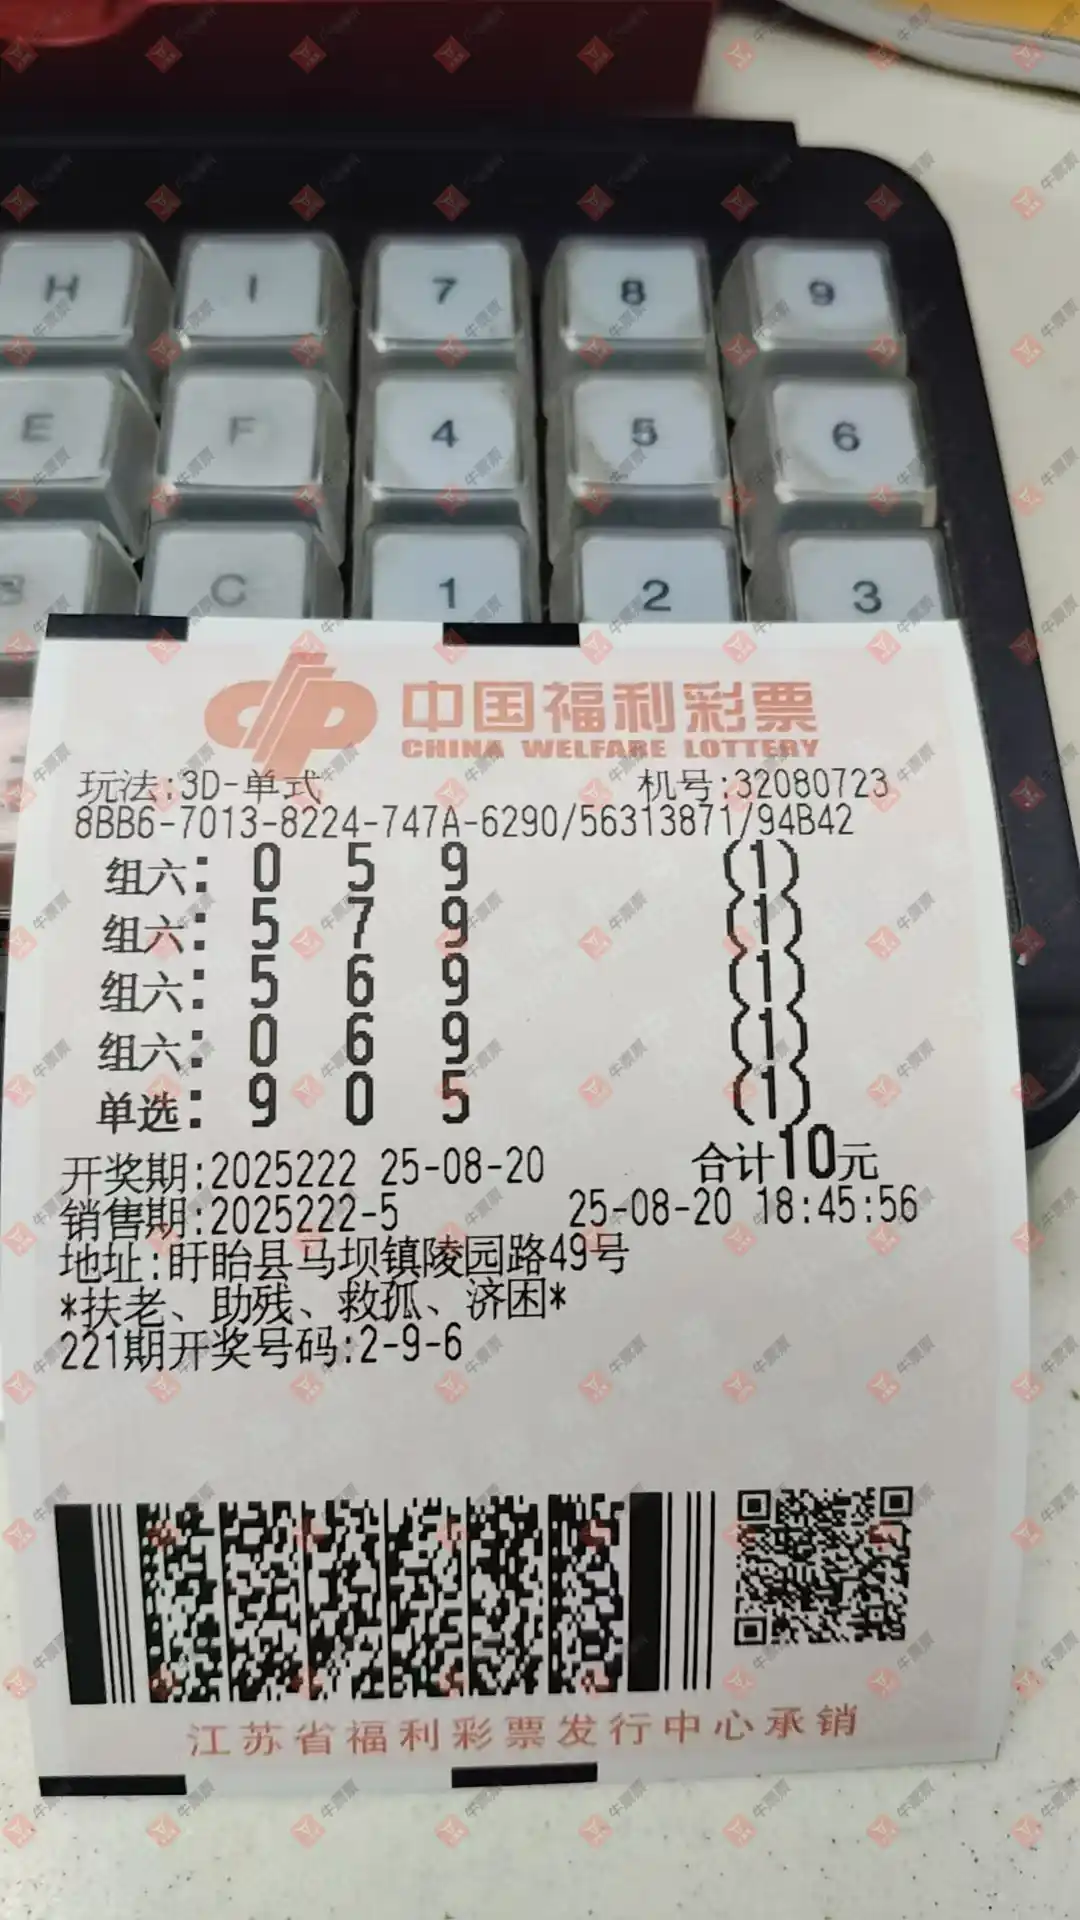 H I 7 8 9
E F 4 5 6
C 1 2 3
中国福利彩票
CHINA WELFARE LOTTERY
玩法:3D-单式 机号:32080723
8BB6-7013-8224-747A-6290/56313871/94B42
组六: 0 5 9 (1)
组六: 5 7 9 (1)
组六: 5 6 9 (1)
组六: 0 6 9 (1)
单选: 9 0 5 (1)
开奖期:2025222 25-08-20 合计10元
销售期:2025222-5 25-08-20 18:45:56
地址:盱眙县马坝镇陵园路49号
*扶老、助残、救孤、济困*
221期开奖号码:2-9-6
江苏省福利彩票发行中心承销
牛票票